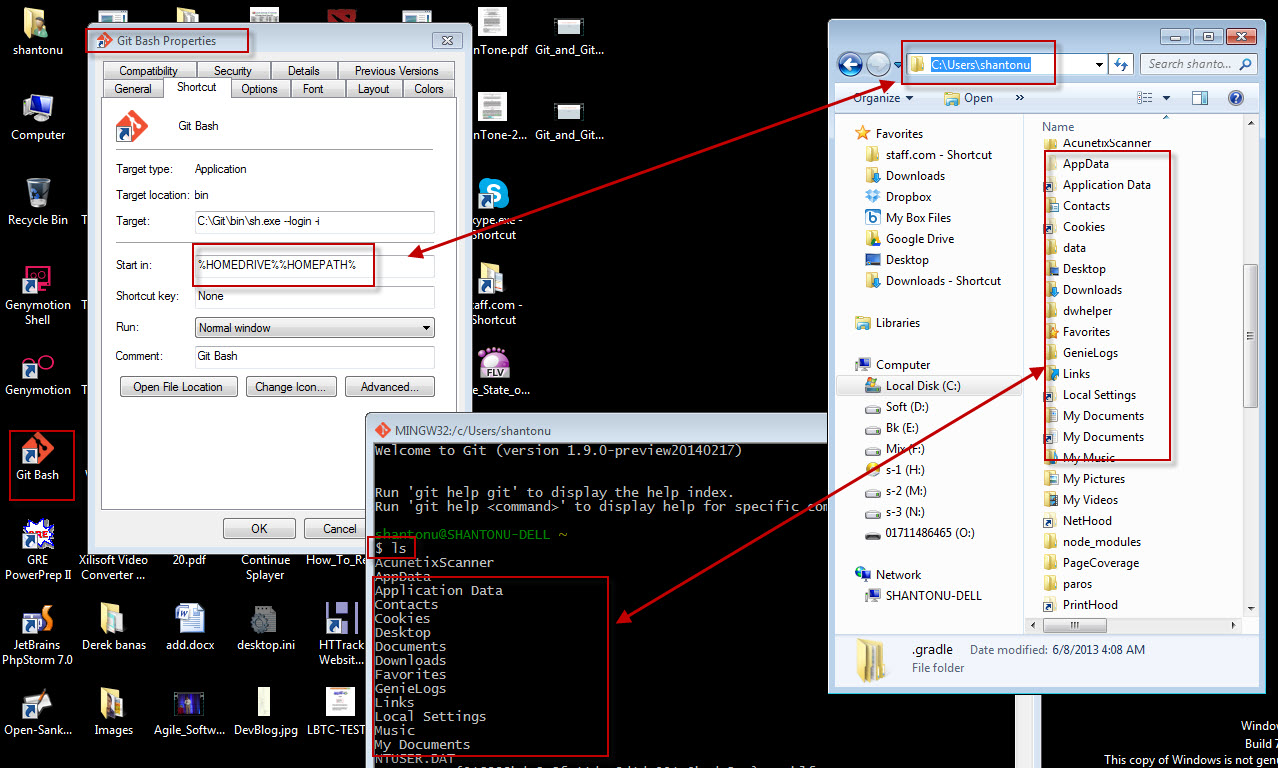 shantonu
Computer
Recycle Bin
Genymotion
Shell
Genymotion
Git Bash
GRE
PowerPrep II
Xilisoft Video
Converter ...
20.pdf
Continue
Splayer
How_To_Re
JetBrains
PhpStorm 7.0
Derek banas
add.docx
desktop.ini
HTTrack
Websit...
Open-Sank...
Images
Agile_Softw...
DevBlog.jpg
LBTC-TEST
nTone.pdf
Git_and_Git...
nTone-2...
Git_and_Git...
kype.exe -
Shortcut
taff.com -
Shortcut
FLV
e_State_o...
Git Bash Properties
Compatibility
Security
Details
Previous Versions
General
Shortcut
Options
Font
Layout
Colors
Git Bash
Target type: Application
Target location: bin
Target: C:\Git\bin\sh.exe --login -i
Start in: %HOMEDRIVE%%HOMEPATH%
Shortcut key: None
Run: Normal window
Comment: Git Bash
Open File Location
Change Icon...
Advanced...
OK
Cancel
MINGW32:/c/Users/shantonu
Welcome to Git (version 1.9.0-preview20140217)
Run 'git help git' to display the help index.
Run 'git help <command>' to display help for specific com
shantonu@SHANTONU-DELL ~
$ ls
AcunetixScanner
AppData
Application Data
Contacts
Cookies
Desktop
Documents
Downloads
Favorites
GenieLogs
Links
Local Settings
Music
My Documents
NTUSER.DAT
C:\Users\shantonu
Search shanto...
Organize
Open
»
Favorites
staff.com - Shortcut
Downloads
Dropbox
My Box Files
Google Drive
Desktop
Downloads - Shortcut
Libraries
Computer
Local Disk (C:)
Soft (D:)
Bk (E:)
Mix (F:)
s-1 (H:)
s-2 (M:)
s-3 (N:)
01711486465 (O:)
Network
SHANTONU-DELL
Name
AcunetixScanner
AppData
Application Data
Contacts
Cookies
data
Desktop
Downloads
dwhelper
Favorites
GenieLogs
Links
Local Settings
My Documents
My Documents
My Music
My Pictures
My Videos
NetHood
node_modules
PageCoverage
paros
PrintHood
.gradle Date modified: 6/8/2013 4:08 AM
File folder
Windo
Build 7
This copy of Windows is not gen